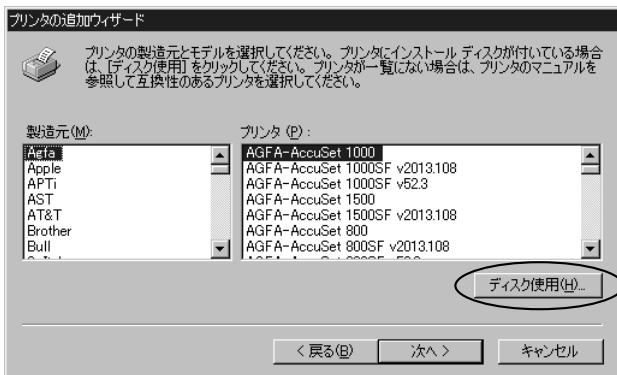 プリンタの追加ウィザード
プリンタの製造元とモデルを選択してください。プリンタにインストール ディスクが付いている場合
は、[ディスク使用] をクリックしてください。プリンタが一覧にない場合は、プリンタのマニュアルを
参照して互換性のあるプリンタを選択してください。
製造元(M):
プリンタ (P) :
Agfa
Apple
APTi
AST
AT&T
Brother
Bull
AGFA-AccuSet 1000
AGFA-AccuSet 1000SF v2013.108
AGFA-AccuSet 1000SF v52.3
AGFA-AccuSet 1500
AGFA-AccuSet 1500SF v2013.108
AGFA-AccuSet 800
AGFA-AccuSet 800SF v2013.108
ディスク使用(H)...
< 戻る(B)
次へ >
キャンセル